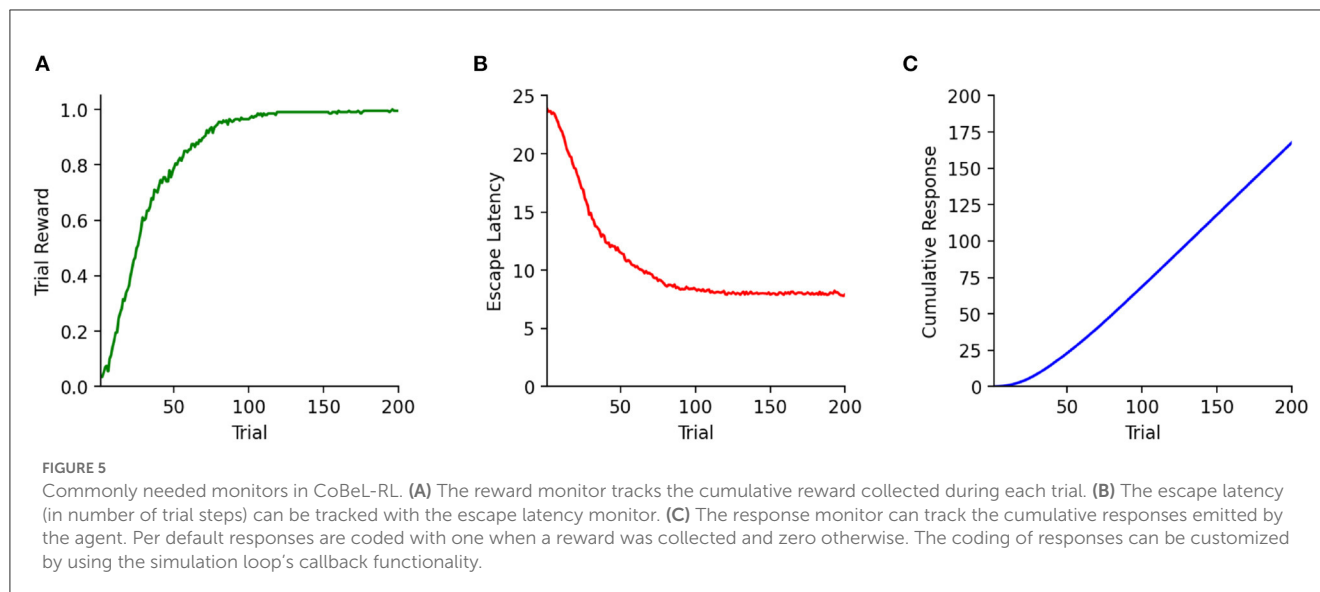 A
1.0
0.8
0.6
0.4
0.2
0.0
Trial Reward
50 100 150 200
Trial
B
25
20
15
10
5
0
Escape Latency
50 100 150 200
Trial
C
200
175
150
125
100
75
50
25
0
Cumulative Response
50 100 150 200
Trial
FIGURE 5
Commonly needed monitors in CoBeL-RL. (A) The reward monitor tracks the cumulative reward collected during each trial. (B) The escape latency
(in number of trial steps) can be tracked with the escape latency monitor. (C) The response monitor can track the cumulative responses emitted by
the agent. Per default responses are coded with one when a reward was collected and zero otherwise. The coding of responses can be customized
by using the simulation loop's callback functionality.